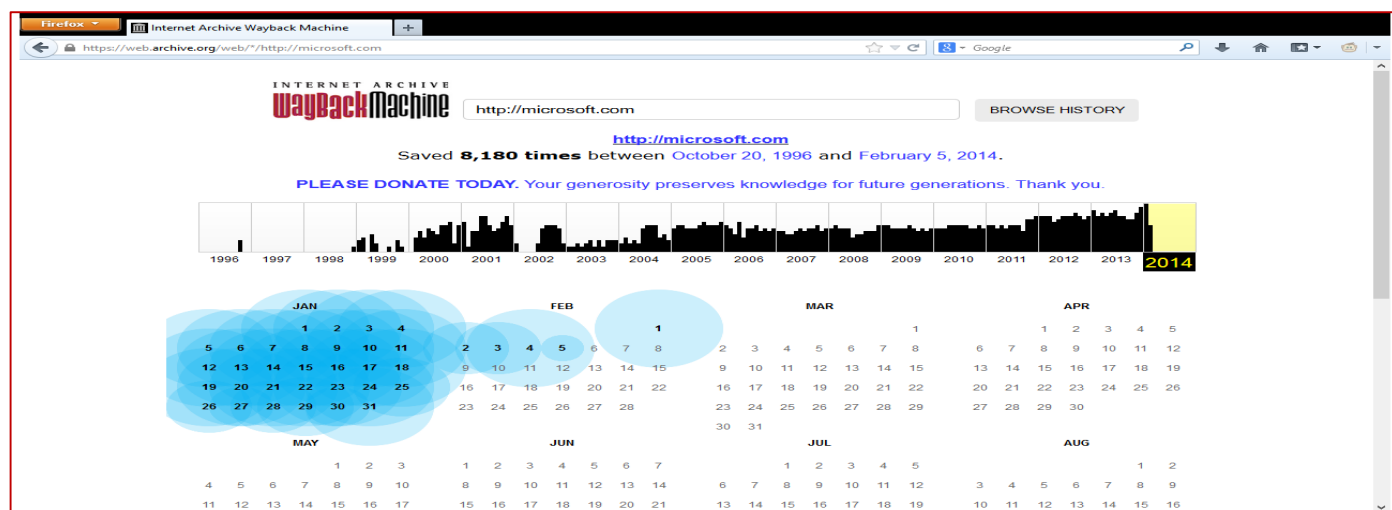 Firefox
Internet Archive Wayback Machine
https://web.archive.org/web/*/http://microsoft.com
Google
INTERNET ARCHIVE
WayBackMachine
http://microsoft.com
BROWSE HISTORY
http://microsoft.com
Saved 8,180 times between October 20, 1996 and February 5, 2014.
PLEASE DONATE TODAY. Your generosity preserves knowledge for future generations. Thank you.
1996 1997 1998 1999 2000 2001 2002 2003 2004 2005 2006 2007 2008 2009 2010 2011 2012 2013 2014
JAN FEB MAR APR
1 2 3 4 1 1 1 2 3 4 5
5 6 7 8 9 10 11 2 3 4 5 6 7 8 2 3 4 5 6 7 8 6 7 8 9 10 11 12
12 13 14 15 16 17 18 9 10 11 12 13 14 15 9 10 11 12 13 14 15 13 14 15 16 17 18 19
19 20 21 22 23 24 25 16 17 18 19 20 21 22 16 17 18 19 20 21 22 20 21 22 23 24 25 26
26 27 28 29 30 31 23 24 25 26 27 28 23 24 25 26 27 28 29 27 28 29 30
30 31
MAY JUN JUL AUG
1 2 3 1 2 3 4 5 6 7 1 2 3 4 5 1 2
4 5 6 7 8 9 10 8 9 10 11 12 13 14 6 7 8 9 10 11 12 3 4 5 6 7 8 9
11 12 13 14 15 16 17 15 16 17 18 19 20 21 13 14 15 16 17 18 19 10 11 12 13 14 15 16